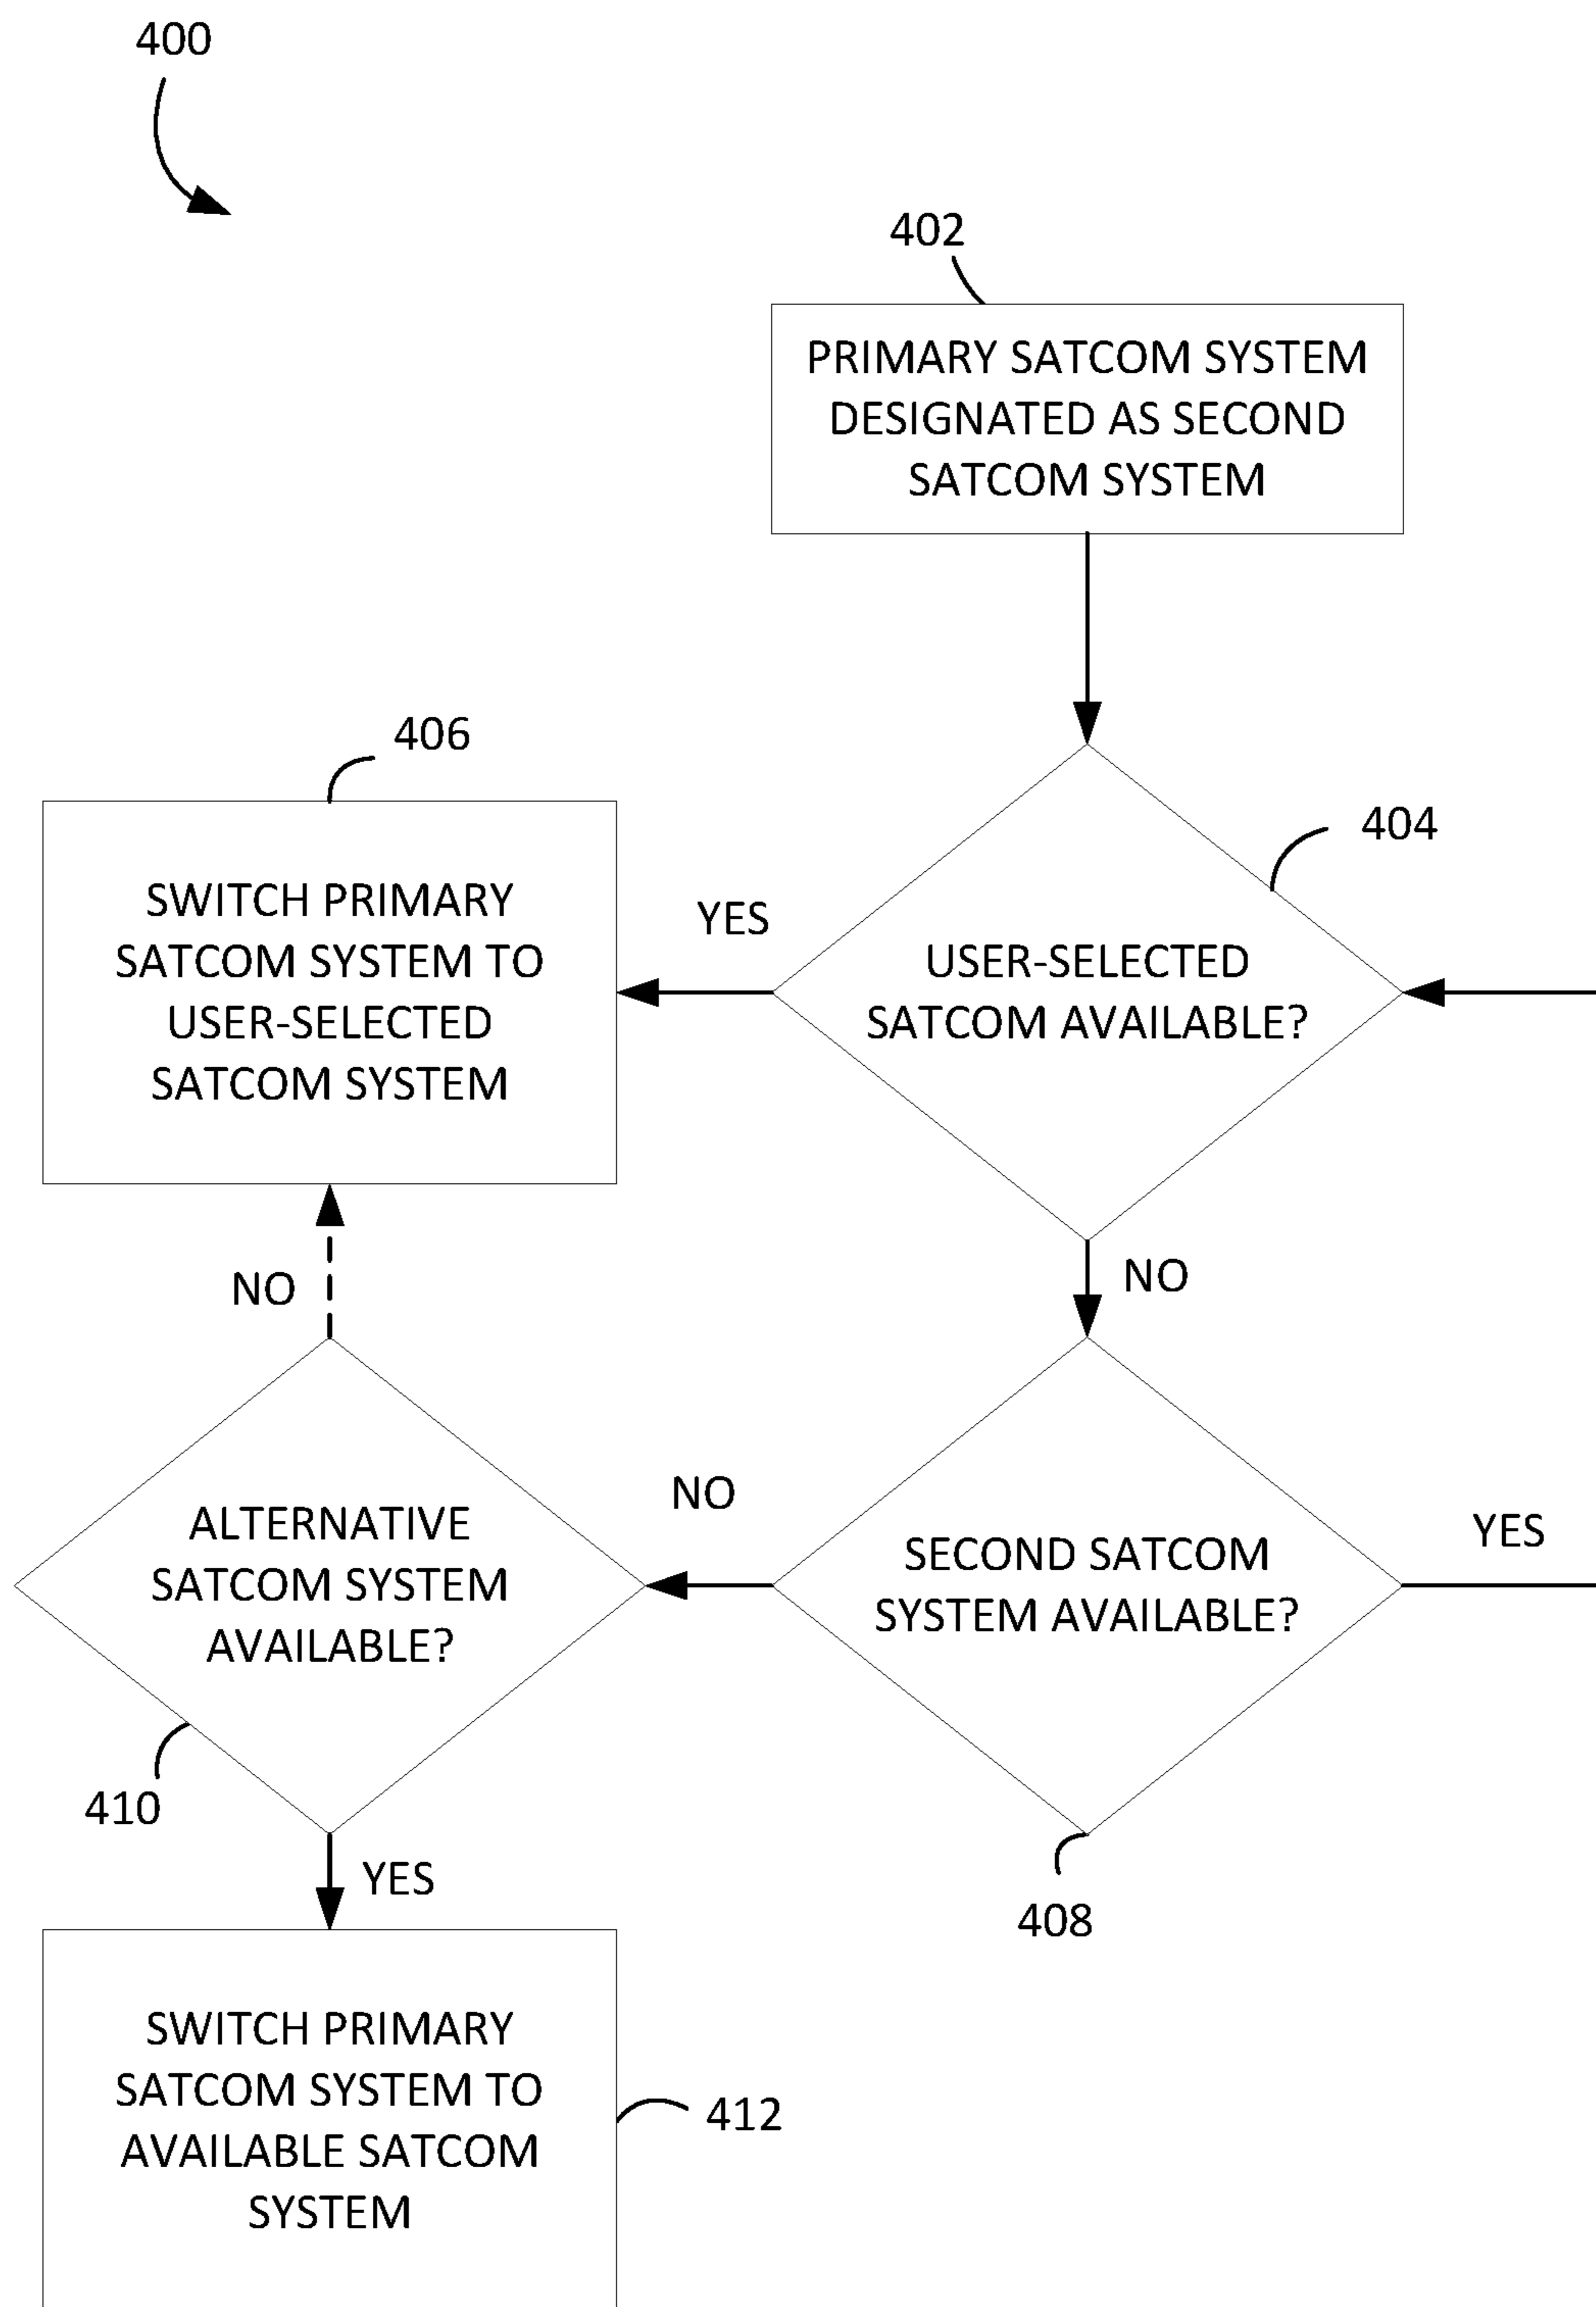 400
402
PRIMARY SATCOM SYSTEM
DESIGNATED AS SECOND
SATCOM SYSTEM
406
404
SWITCH PRIMARY
SATCOM SYSTEM TO
USER-SELECTED
SATCOM SYSTEM
YES
USER-SELECTED
SATCOM AVAILABLE?
NO
NO
ALTERNATIVE
SATCOM SYSTEM
AVAILABLE?
NO
SECOND SATCOM
SYSTEM AVAILABLE?
YES
410
YES
408
SWITCH PRIMARY
SATCOM SYSTEM TO
AVAILABLE SATCOM
SYSTEM
412